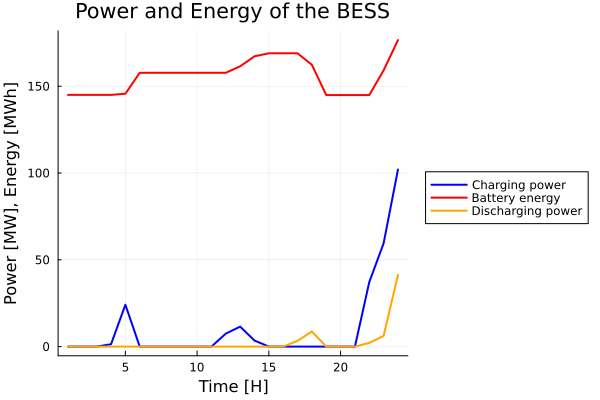 Power and Energy of the BESS
Power [MW], Energy [MWh]
150
100
50
0
5
10
15
20
Time [H]
Charging power
Battery energy
Discharging power